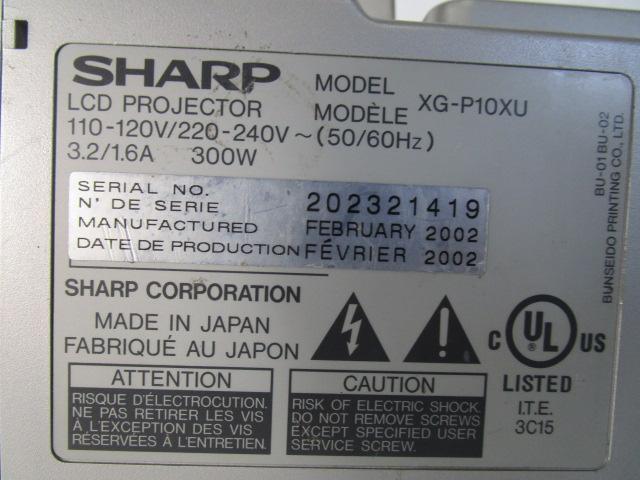 SHARP MODEL
LCD PROJECTOR MODÈLE XG-P10XU
110-120V/220-240V ~ (50/60Hz)
3.2/1.6A 300W
SERIAL NO.
N° DE SERIE 202321419
MANUFACTURED FEBRUARY 2002
DATE DE PRODUCTION FÉVRIER 2002
SHARP CORPORATION
MADE IN JAPAN
FABRIQUÉ AU JAPON
ATTENTION
RISQUE D'ÉLECTROCUTION.
NE PAS RETIRER LES VIS
À L'EXCEPTION DES VIS
RÉSERVÉES À L'ENTRETIEN.
CAUTION
RISK OF ELECTRIC SHOCK.
DO NOT REMOVE SCREWS
EXCEPT SPECIFIED USER
SERVICE SCREW.
C UL ® US
LISTED
I.T.E.
3C15
BU-01 BU-02
BUNSEIDO PRINTING CO., LTD.